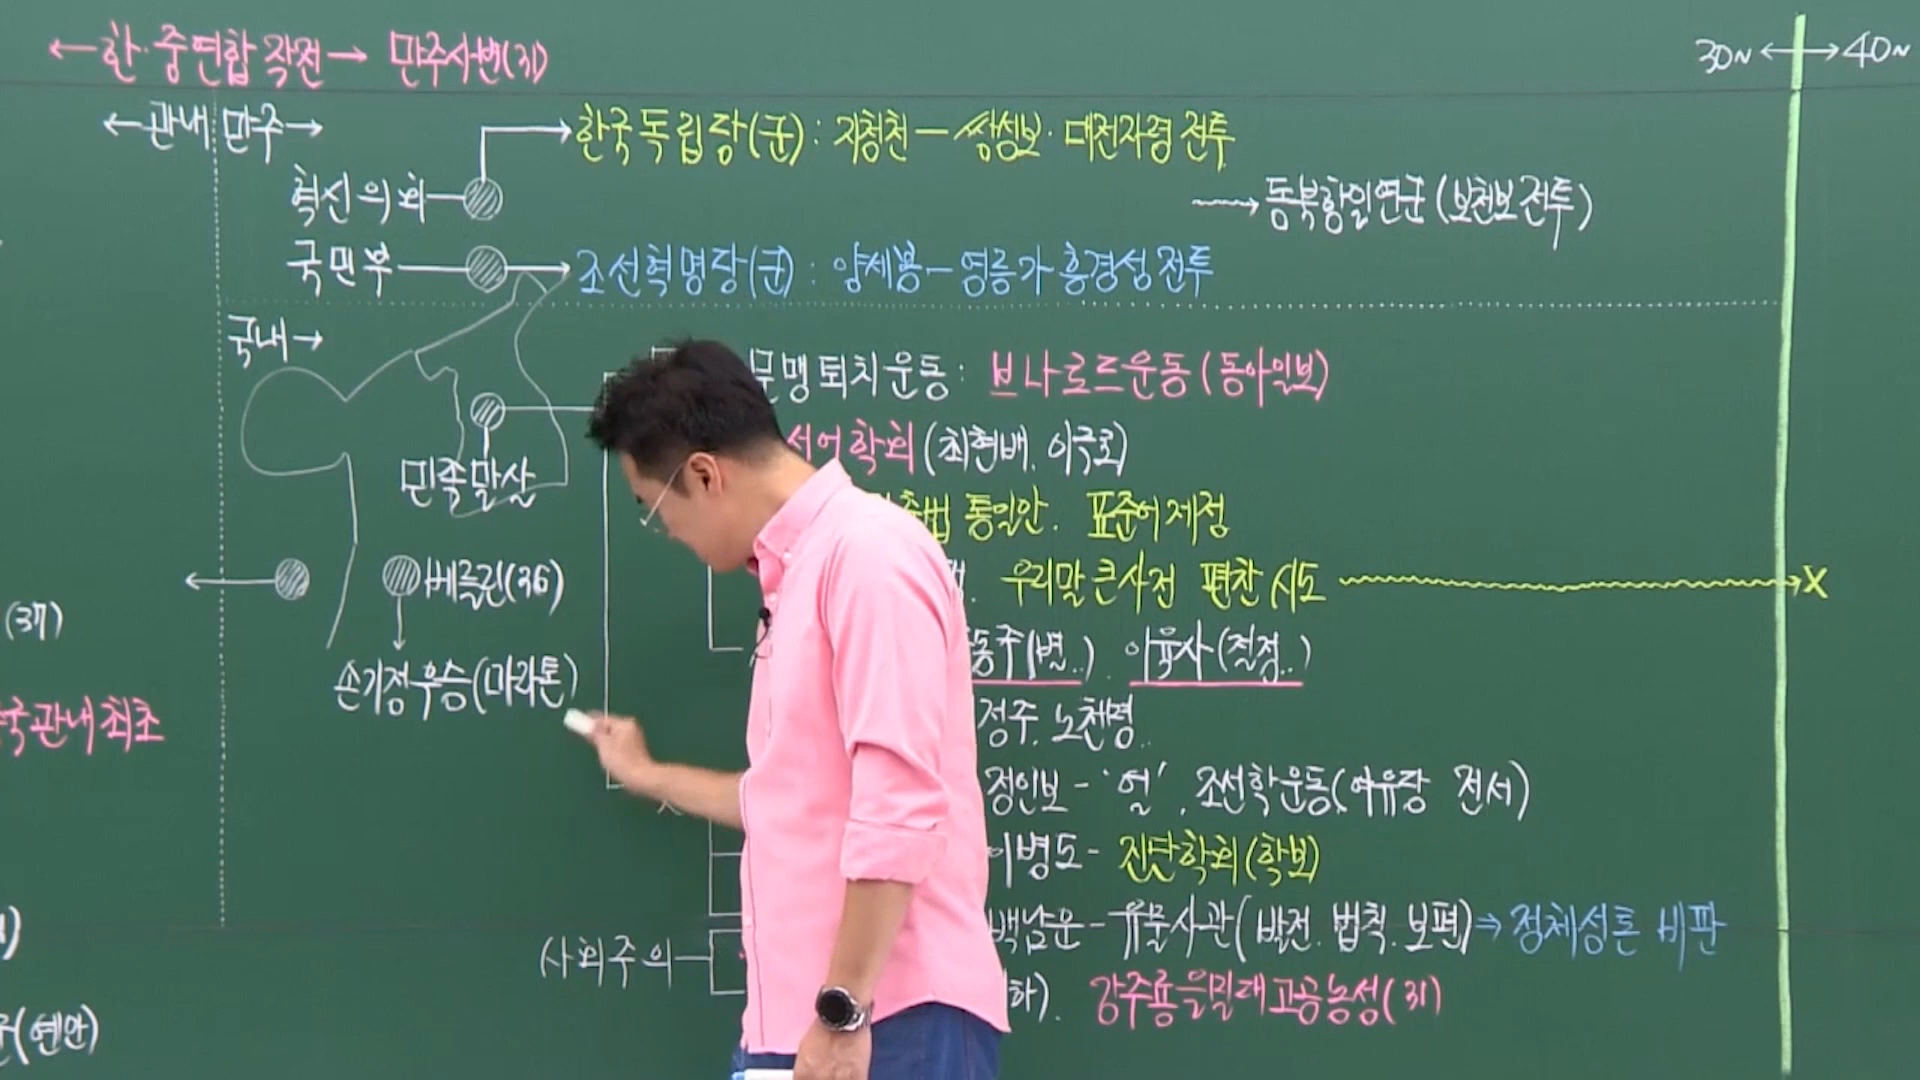 ←한·중연합작전→ 만주사변(31)
30~ ←→ 40~
←관내 만주→
한국독립당(군) : 지청천 — 쌍성보·대전자령 전투
혁신의회
→동북항일연군(보천보전투)
국민부
조선혁명당(군) : 양세봉 — 영릉가·흥경성 전투
국내→
문맹퇴치운동 : 브나로드운동(동아일보)
선어학회(최현배, 이극로)
민족말살
춤법 통일안. 표준어제정
우리말큰사전 편찬시도 → X
베를린(36)
(37)
동주(별..) 이육사(절정..)
손기정우승(마라톤)
국관내최초
정주, 노천명..
정인보 - '얼', 조선학운동(여유당 전서)
이병도 - 진단학회(학보)
백남운 - 유물사관(발전.법칙.보편)⇒정체성론 비판
사회주의
화). 강주룡을밀대고공농성(31)
(연안)